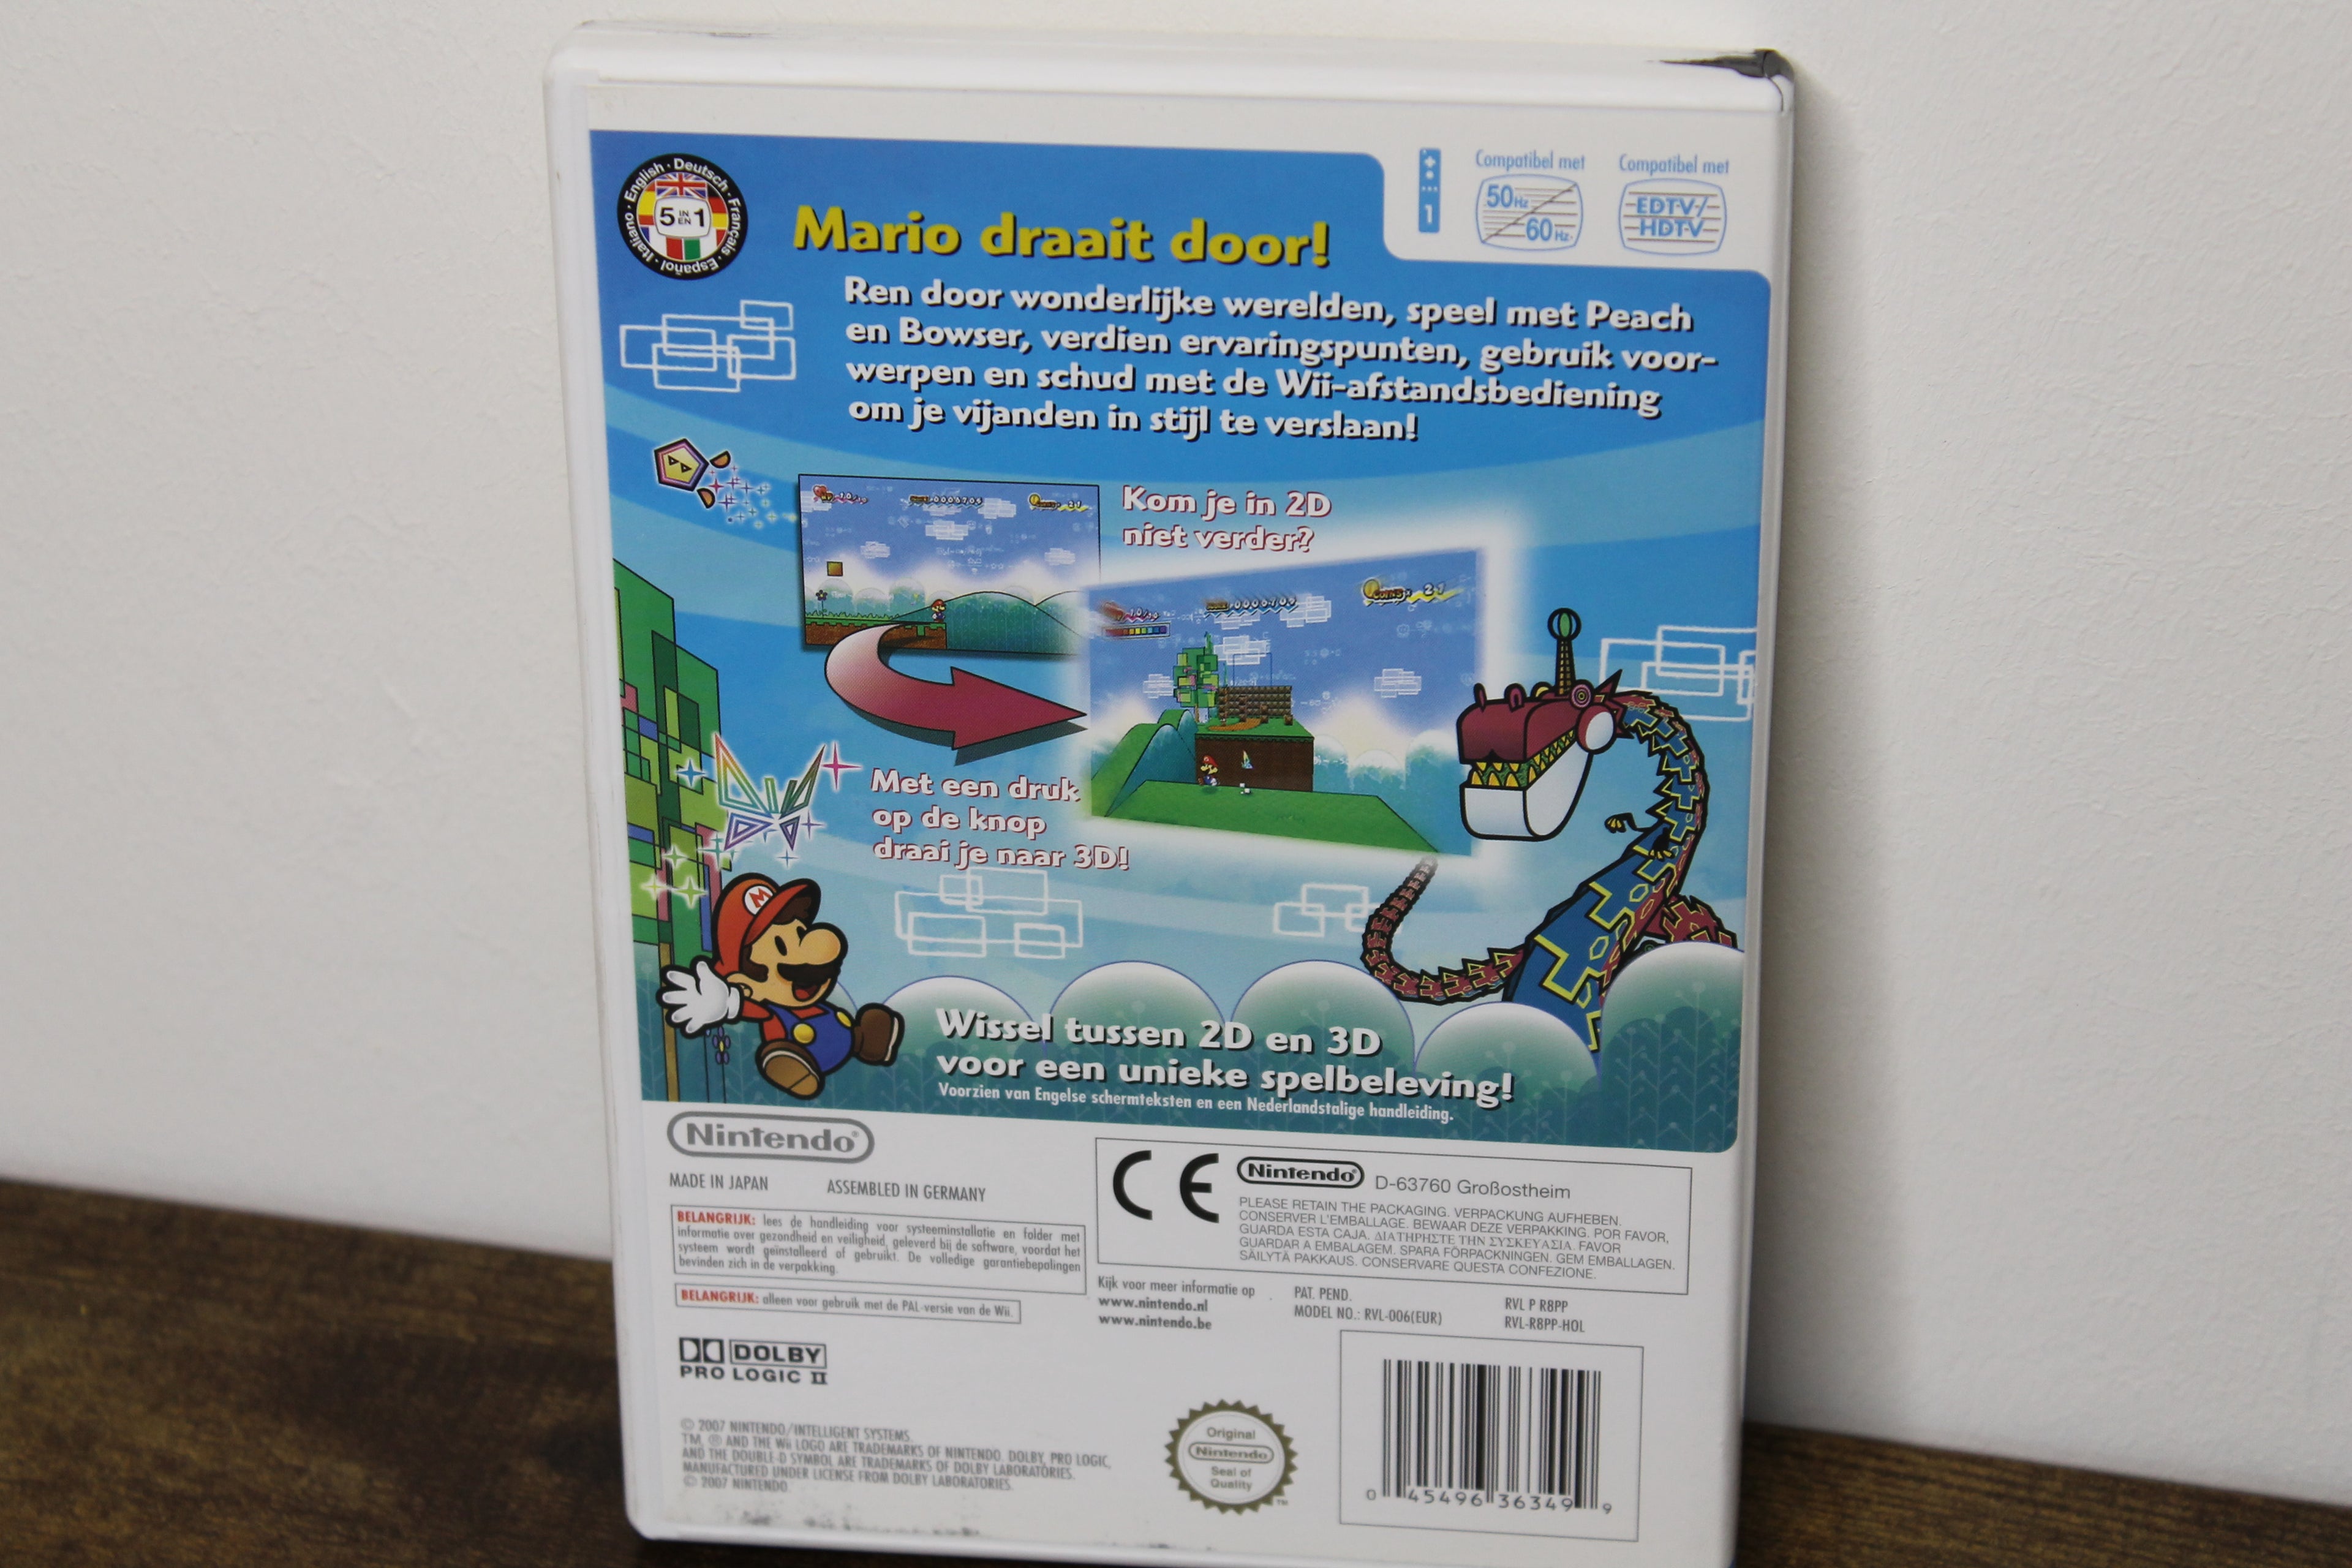 English · Deutsch · Français · Español · Italiano
5 IN EN 1
1
Compatibel met
50Hz
60Hz
Compatibel met
EDTV/
HDTV
Mario draait door!
Ren door wonderlijke werelden, speel met Peach
en Bowser, verdien ervaringspunten, gebruik voor-
werpen en schud met de Wii-afstandsbediening
om je vijanden in stijl te verslaan!
Kom je in 2D
niet verder?
Met een druk
op de knop
draai je naar 3D!
M
Wissel tussen 2D en 3D
voor een unieke spelbeleving!
Voorzien van Engelse schermteksten en een Nederlandstalige handleiding.
Nintendo®
MADE IN JAPAN
ASSEMBLED IN GERMANY
BELANGRIJK: lees de handleiding voor systeeminstallatie en folder met
informatie over gezondheid en veiligheid, geleverd bij de software, voordat het
systeem wordt geïnstalleerd of gebruikt. De volledige garantiebepalingen
bevinden zich in de verpakking.
BELANGRIJK: alleen voor gebruik met de PAL-versie van de Wii.
CE
Nintendo® D-63760 Großostheim
PLEASE RETAIN THE PACKAGING. VERPACKUNG AUFHEBEN.
CONSERVER L'EMBALLAGE. BEWAAR DEZE VERPAKKING. POR FAVOR,
GUARDA ESTA CAJA. ΔΙΑΤΗΡΗΣΤΕ ΤΗΝ ΣΥΣΚΕΥΑΣΙΑ. FAVOR
GUARDAR A EMBALAGEM. SPARA FÖRPACKNINGEN. GEM EMBALLAGEN.
SÄILYTÄ PAKKAUS. CONSERVARE QUESTA CONFEZIONE.
Kijk voor meer informatie op
www.nintendo.nl
www.nintendo.be
PAT. PEND.
MODEL NO.: RVL-006(EUR)
RVL P R8PP
RVL-R8PP-HOL
DOLBY
PRO LOGIC II
© 2007 NINTENDO/INTELLIGENT SYSTEMS.
TM, ® AND THE Wii LOGO ARE TRADEMARKS OF NINTENDO. DOLBY, PRO LOGIC,
AND THE DOUBLE-D SYMBOL ARE TRADEMARKS OF DOLBY LABORATORIES.
MANUFACTURED UNDER LICENSE FROM DOLBY LABORATORIES.
© 2007 NINTENDO
Original
Nintendo
Seal of
Quality
TM
0 45496 36349 9